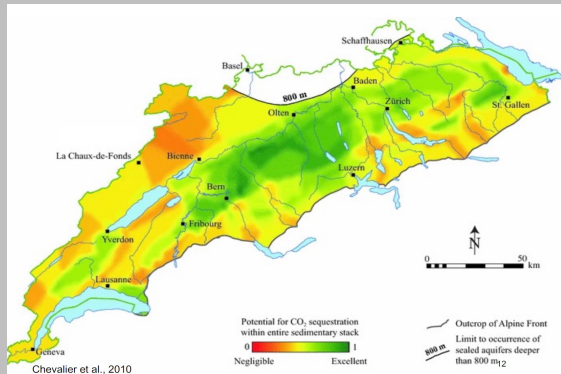 Schaffhausen
Basel
Baden
800 m
Zürich
St. Gallen
Olten
La Chaux-de-Fonds
Bienne
Luzern
Bern
Fribourg
Yverdon
Lausanne
Geneva
N
0
50
km
Potential for CO₂ sequestration
within entire sedimentary stack
0
1
Negligible
Excellent
Outcrop of Alpine Front
800 m
Limit to occurrence of
sealed aquifers deeper
than 800 m
12
Chevalier et al., 2010